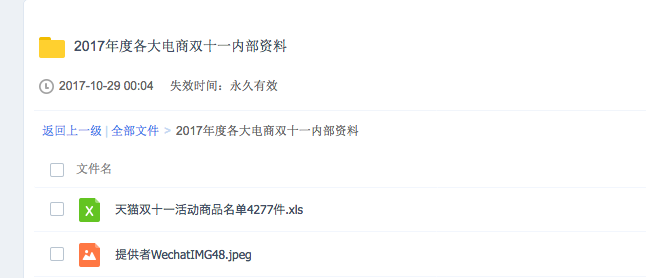 2017年度各大电商双十一内部资料
2017-10-29 00:04 失效时间：永久有效
返回上一级 | 全部文件 > 2017年度各大电商双十一内部资料
文件名
天猫双十一活动商品名单4277件.xls
提供者WechatIMG48.jpeg